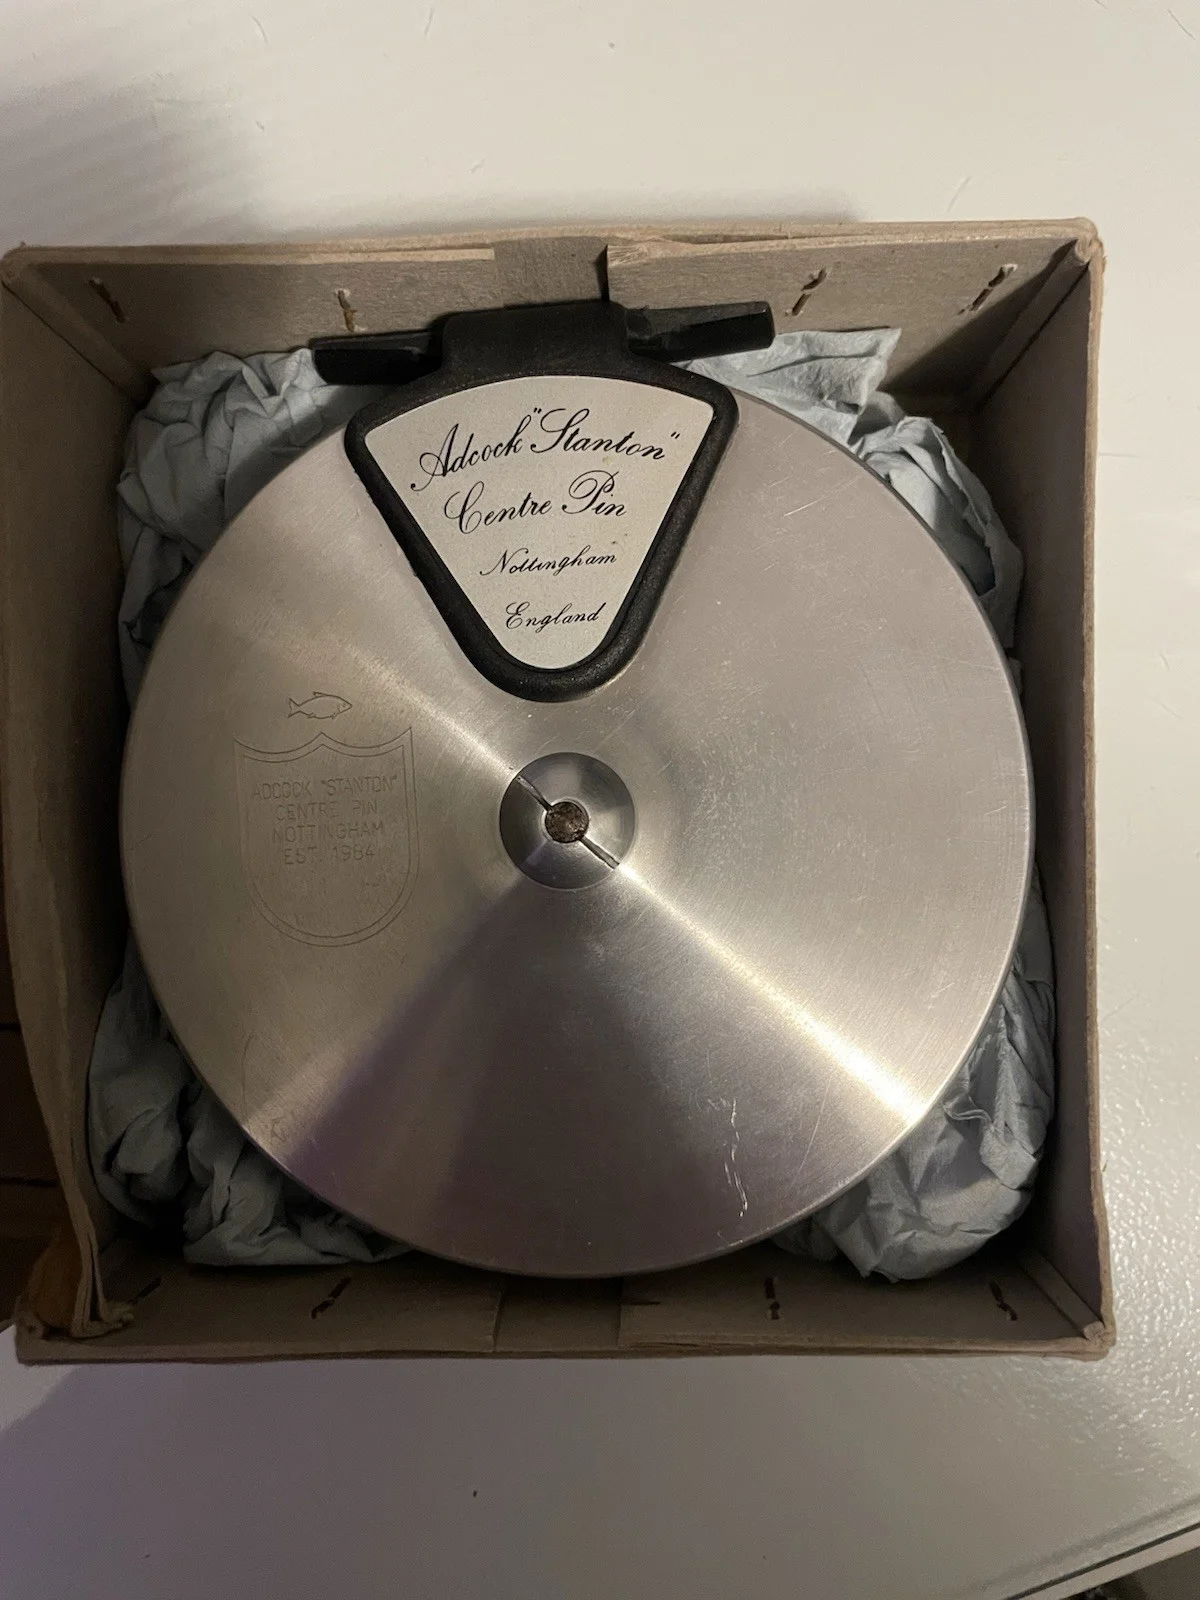 Adcock "Stanton"
Centre Pin
Nottingham
England
ADCOCK "STANTON"
CENTRE PIN
NOTTINGHAM
EST. 1984